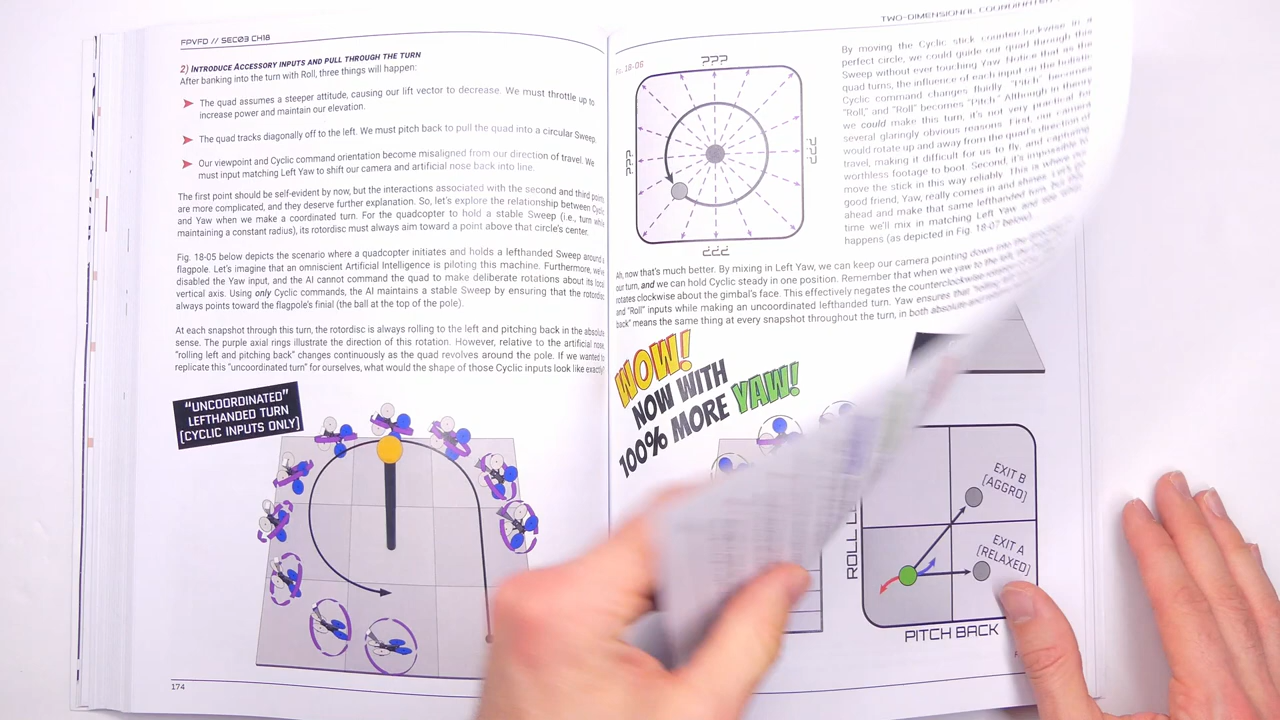 FPVFD // SEC03 CH18
2) INTRODUCE ACCESSORY INPUTS AND PULL THROUGH THE TURN
After banking into the turn with Roll, three things will happen:
The quad assumes a steeper attitude, causing our lift vector to decrease. We must throttle up to
increase power and maintain our elevation.
The quad tracks diagonally off to the left. We must pitch back to pull the quad into a circular Sweep.
Our viewpoint and Cyclic command orientation become misaligned from our direction of travel. We
must input matching Left Yaw to shift our camera and artificial nose back into line.
The first point should be self-evident by now, but the interactions associated with the second and third points
are more complicated, and they deserve further explanation. So, let's explore the relationship between Cyclic
and Yaw when we make a coordinated turn. For the quadcopter to hold a stable Sweep (i.e., turn while
maintaining a constant radius), its rotordisc must always aim toward a point above that circle's center.
Fig. 18-05 below depicts the scenario where a quadcopter initiates and holds a lefthanded Sweep around a
flagpole. Let's imagine that an omniscient Artificial Intelligence is piloting this machine. Furthermore, we've
disabled the Yaw input, and the AI cannot command the quad to make deliberate rotations about its local
vertical axis. Using only Cyclic commands, the AI maintains a stable Sweep by ensuring that the rotordisc
always points toward the flagpole's finial (the ball at the top of the pole).
At each snapshot through this turn, the rotordisc is always rolling to the left and pitching back in the absolute
sense. The purple axial rings illustrate the direction of this rotation. However, relative to the artificial nose,
"rolling left and pitching back" changes continuously as the quad revolves around the pole. If we wanted to
replicate this "uncoordinated turn" for ourselves, what would the shape of those Cyclic inputs look like exactly?
"UNCOORDINATED"
LEFTHANDED TURN
(CYCLIC INPUTS ONLY)
174
TWO-DIMENSIONAL
FIG. 18-06
???
???
???
???
By moving the Cyclic stick counterclockwise in a
perfect circle, we could guide our quad through this
Sweep without ever touching Yaw. Notice that as the
quad turns, the influence of each input on the
Cyclic command changes fluidly. "Pitch" becomes
"Roll," and "Roll" becomes "Pitch." Although in theory
we could make this turn, it's not very practical for
several glaringly obvious reasons. First, our camera
would rotate up and away from the quad's direction of
travel, making it difficult for us to fly, and capturing
worthless footage to boot. Second, it's impossible to
move the stick in this way reliably. This is where our
good friend, Yaw, really comes in and shines. Let's go
ahead and make that same lefthanded turn, but this
time we'll mix in matching Left Yaw
happens (as depicted in Fig. 18-07 below).
Ah, now that's much better. By mixing in Left Yaw, we can keep our camera pointing down into the
our turn, and we can hold Cyclic steady in one position. Remember that when we yaw to the left,
rotates clockwise about the gimbal's face. This effectively negates the counterclockwise
and "Roll" inputs while making an uncoordinated lefthanded turn. Yaw ensures that "rolling
back" means the same thing at every snapshot throughout the turn, in both
WOW!
NOW WITH
100% MORE YAW!
EXIT B
(AGGRO)
EXIT A
(RELAXED)
ROLL
PITCH BACK